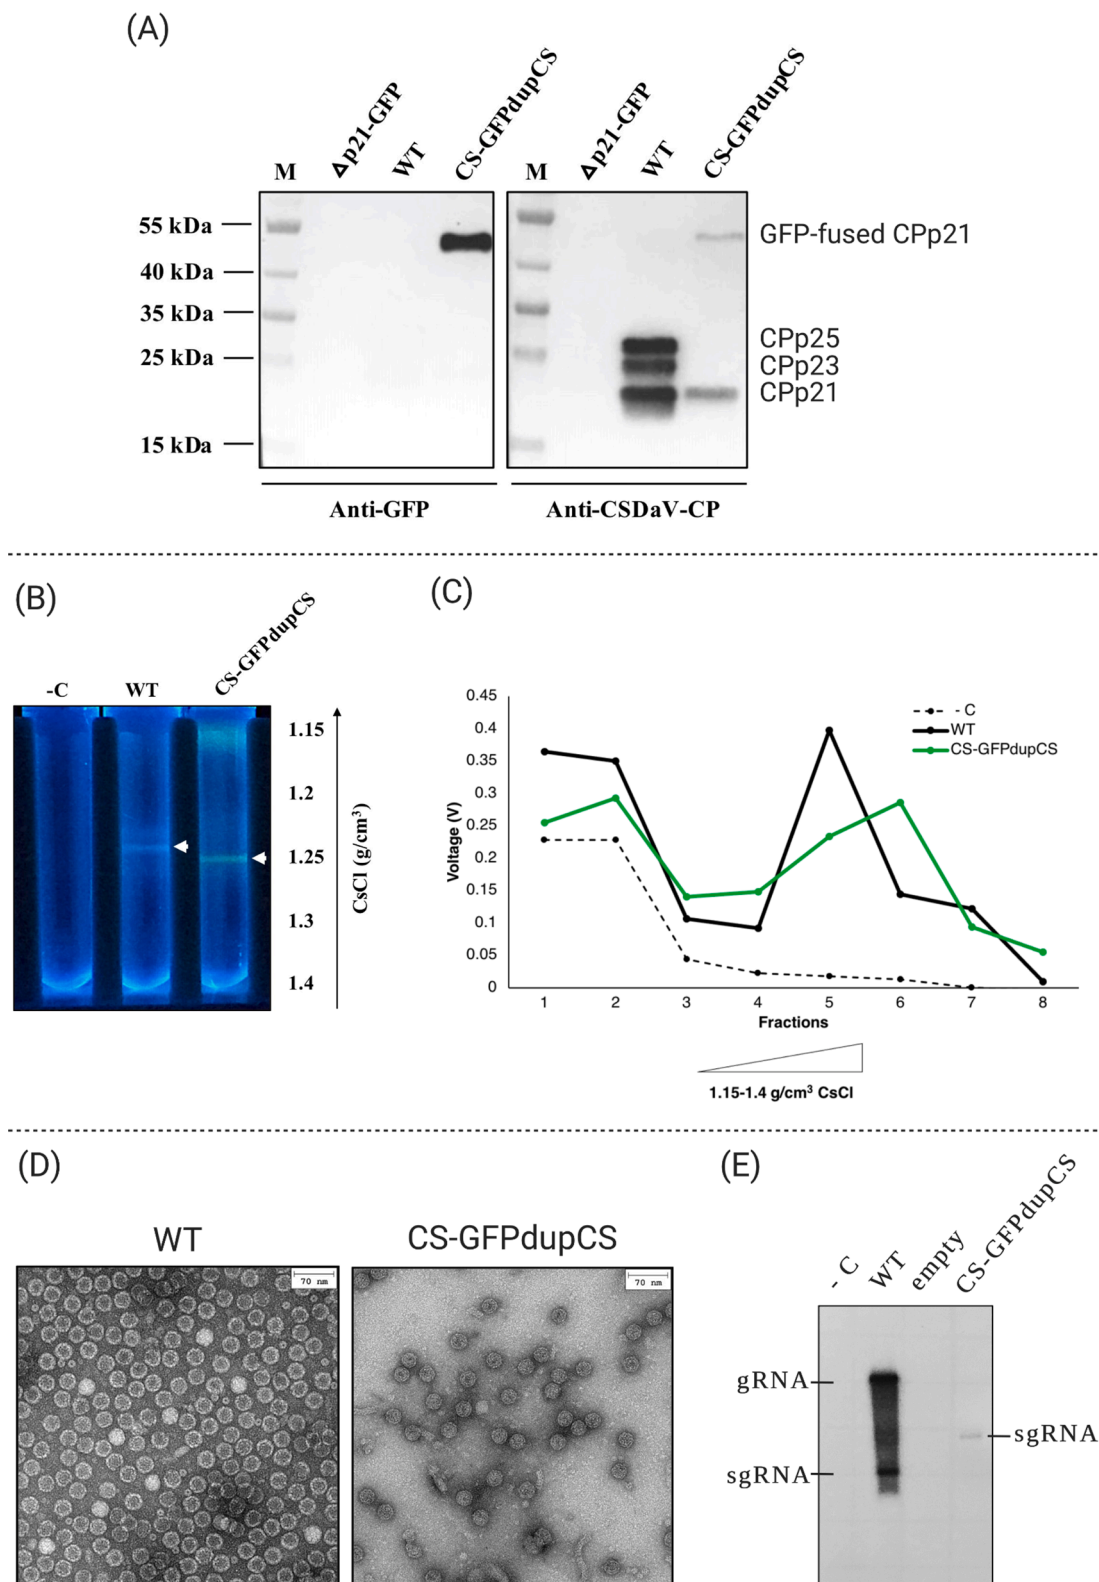 (A)
Δp21-GFP
WT
CS-GFPdupCS
Δp21-GFP
WT
CS-GFPdupCS
M
M
55 kDa
40 kDa
35 kDa
25 kDa
15 kDa
GFP-fused CPp21
CPp25
CPp23
CPp21
Anti-GFP
Anti-CSDaV-CP
(B)
-C
WT
CS-GFPdupCS
1.15
1.2
1.25
1.3
1.4
CsCl (g/cm³)
(C)
0.45
0.4
0.35
0.3
0.25
0.2
0.15
0.1
0.05
0
Voltage (V)
- C
WT
CS-GFPdupCS
1 2 3 4 5 6 7 8
Fractions
1.15-1.4 g/cm³ CsCl
(D)
WT
CS-GFPdupCS
70 nm
70 nm
(E)
- C
WT
empty
CS-GFPdupCS
gRNA
sgRNA
sgRNA